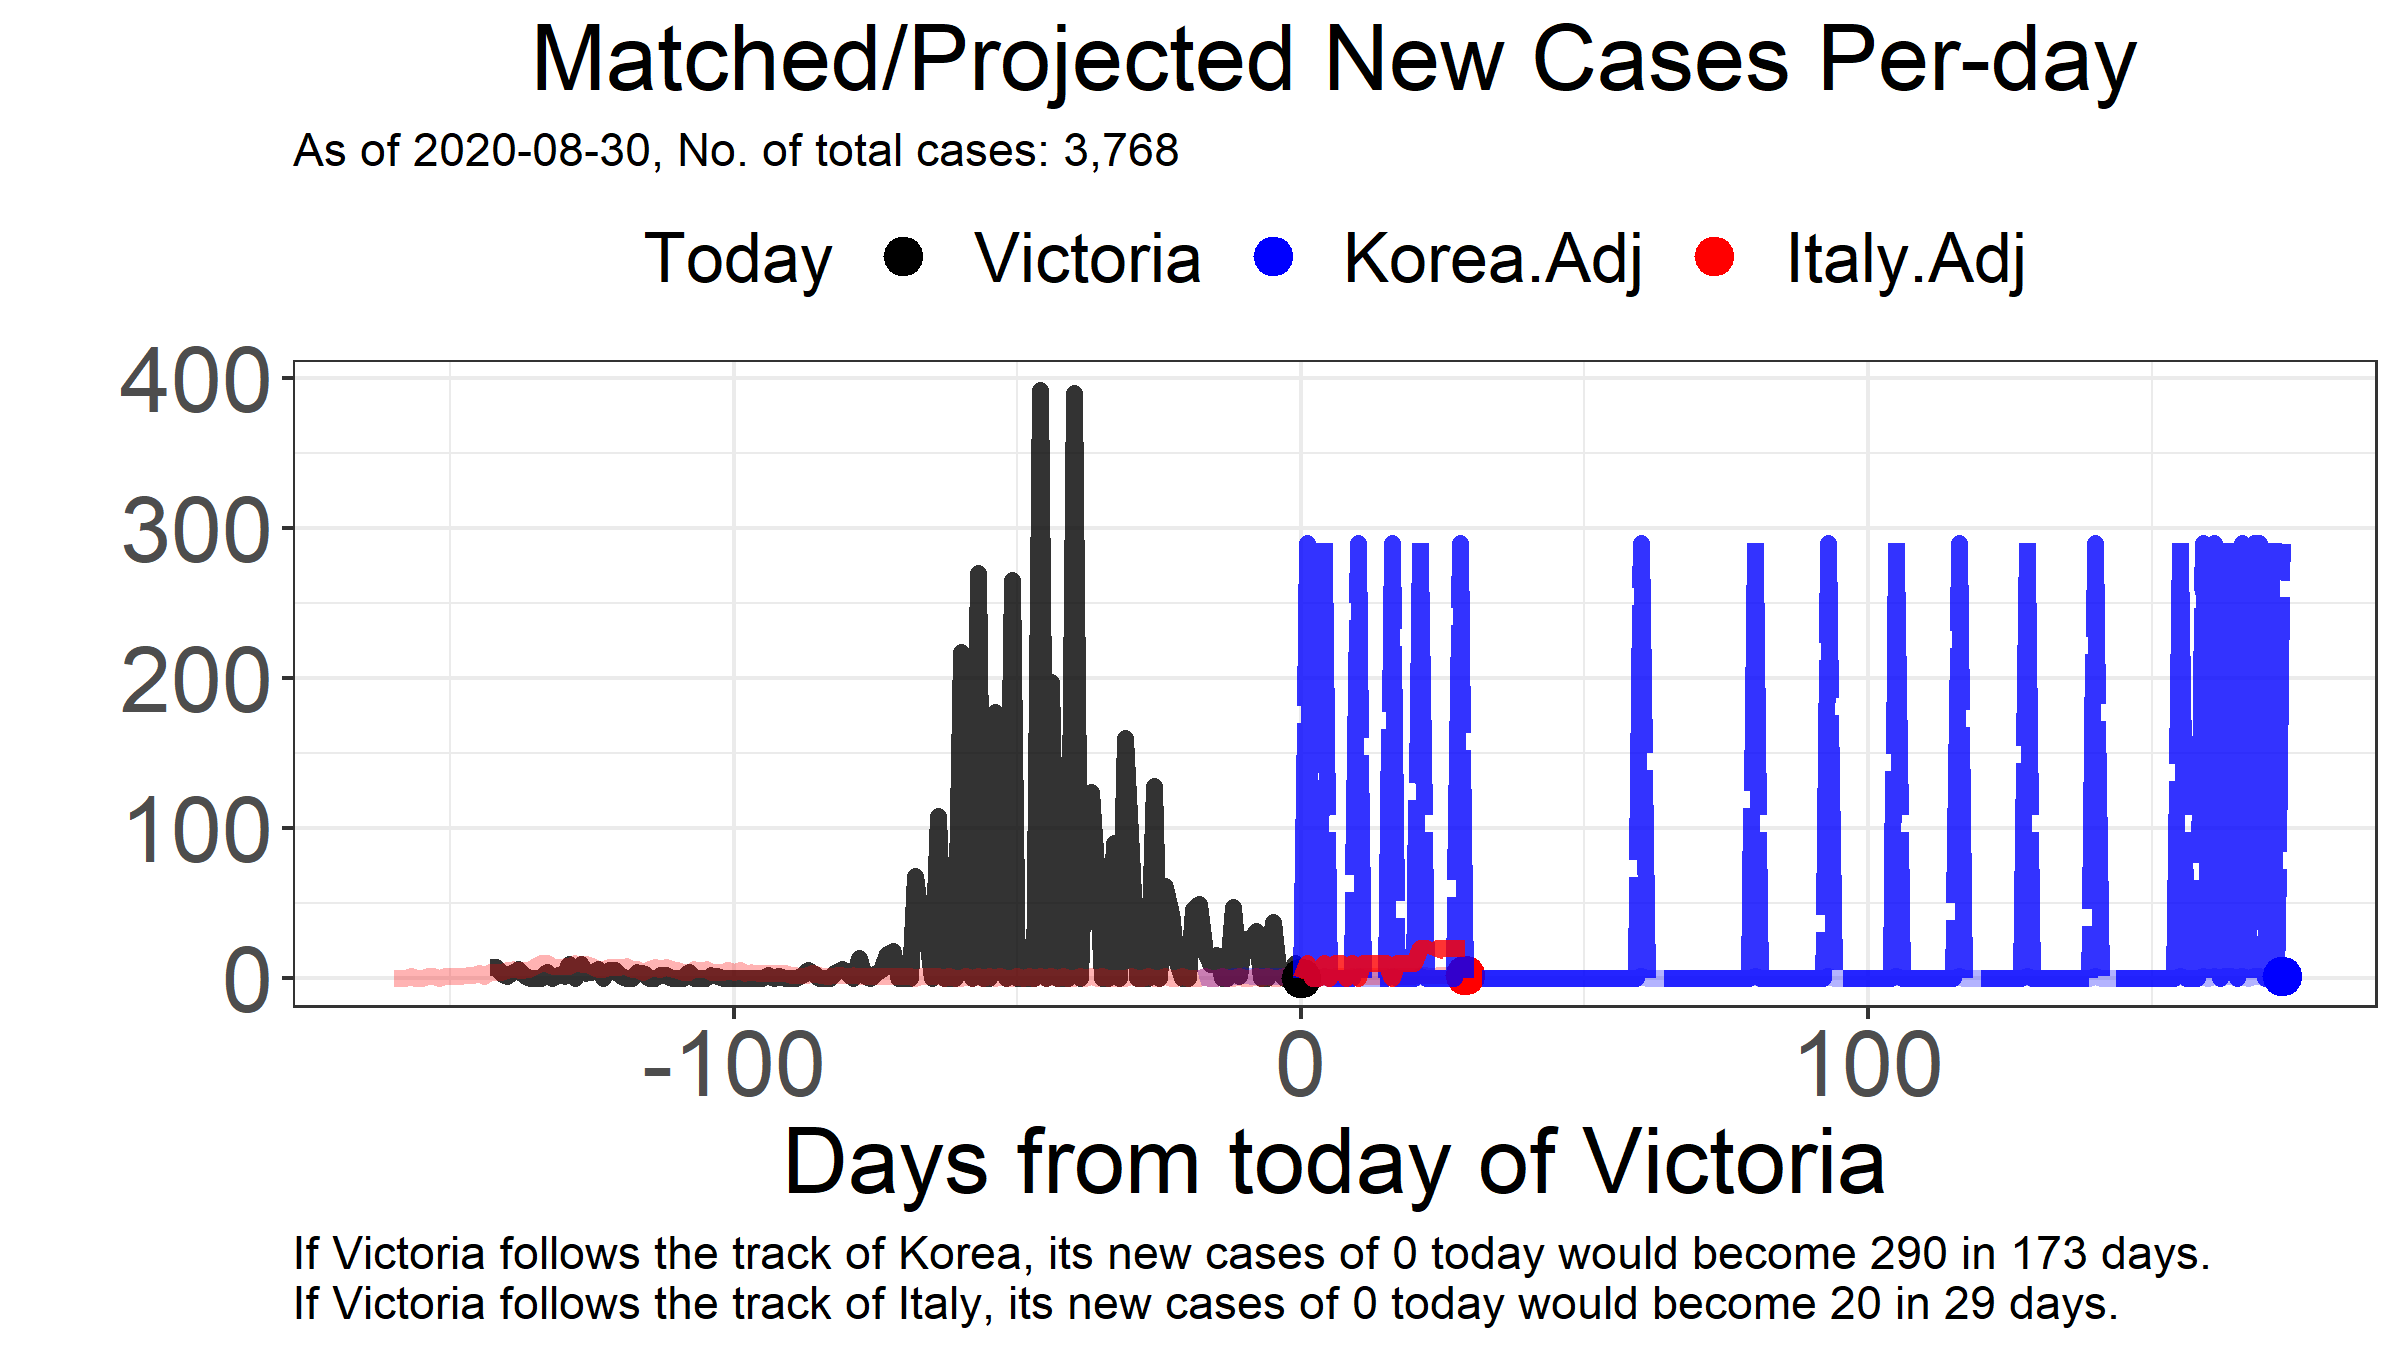 Matched/Projected New Cases Per-day
As of 2020-08-30, No. of total cases: 3,768
Today Victoria Korea.Adj Italy.Adj
400
300
200
100
0
-100 0 100
Days from today of Victoria
If Victoria follows the track of Korea, its new cases of 0 today would become 290 in 173 days.
If Victoria follows the track of Italy, its new cases of 0 today would become 20 in 29 days.